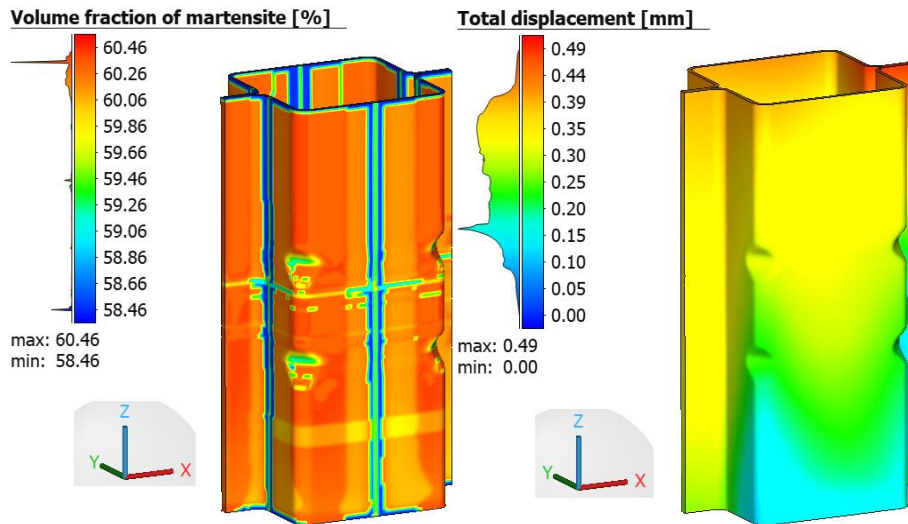 Volume fraction of martensite [%]
60.46
60.26
60.06
59.86
59.66
59.46
59.26
59.06
58.86
58.66
58.46
max: 60.46
min: 58.46
Z
Y
X
Total displacement [mm]
0.49
0.44
0.39
0.35
0.30
0.25
0.20
0.15
0.10
0.05
0.00
max: 0.49
min: 0.00
Z
Y
X